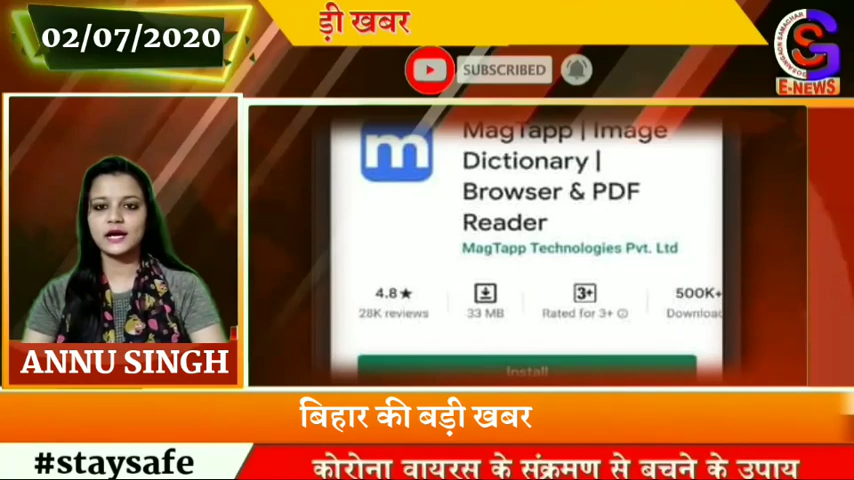 02/07/2020
ड़ी खबर
SUBSCRIBED
E-NEWS
MagTapp | Image
Dictionary |
Browser & PDF
Reader
MagTapp Technologies Pvt. Ltd
4.8★
28K reviews
33 MB
3+
Rated for 3+
500K+
Download
Install
ANNU SINGH
बिहार की बड़ी खबर
#staysafe
कोरोना वायरस के संक्रमण से बचने के उपाय